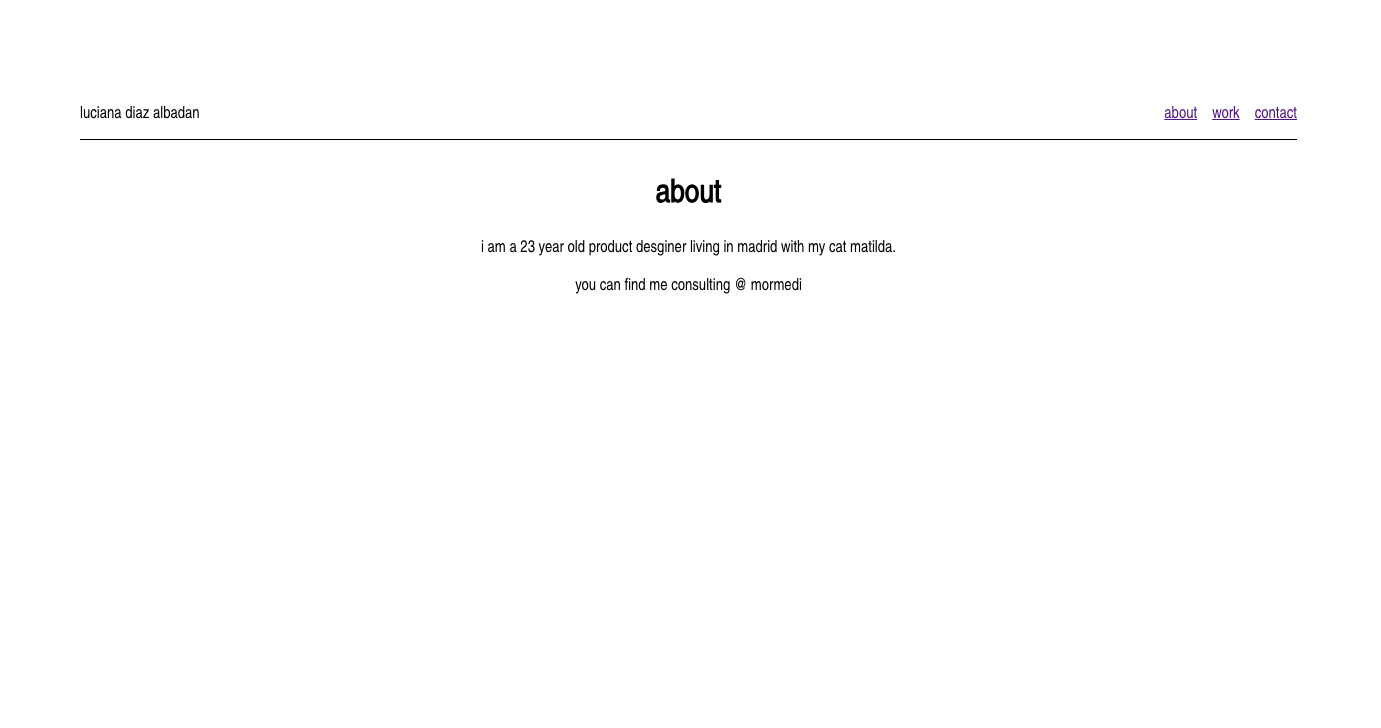 luciana diaz albadan
about work contact
about
i am a 23 year old product desginer living in madrid with my cat matilda.
you can find me consulting @ mormedi